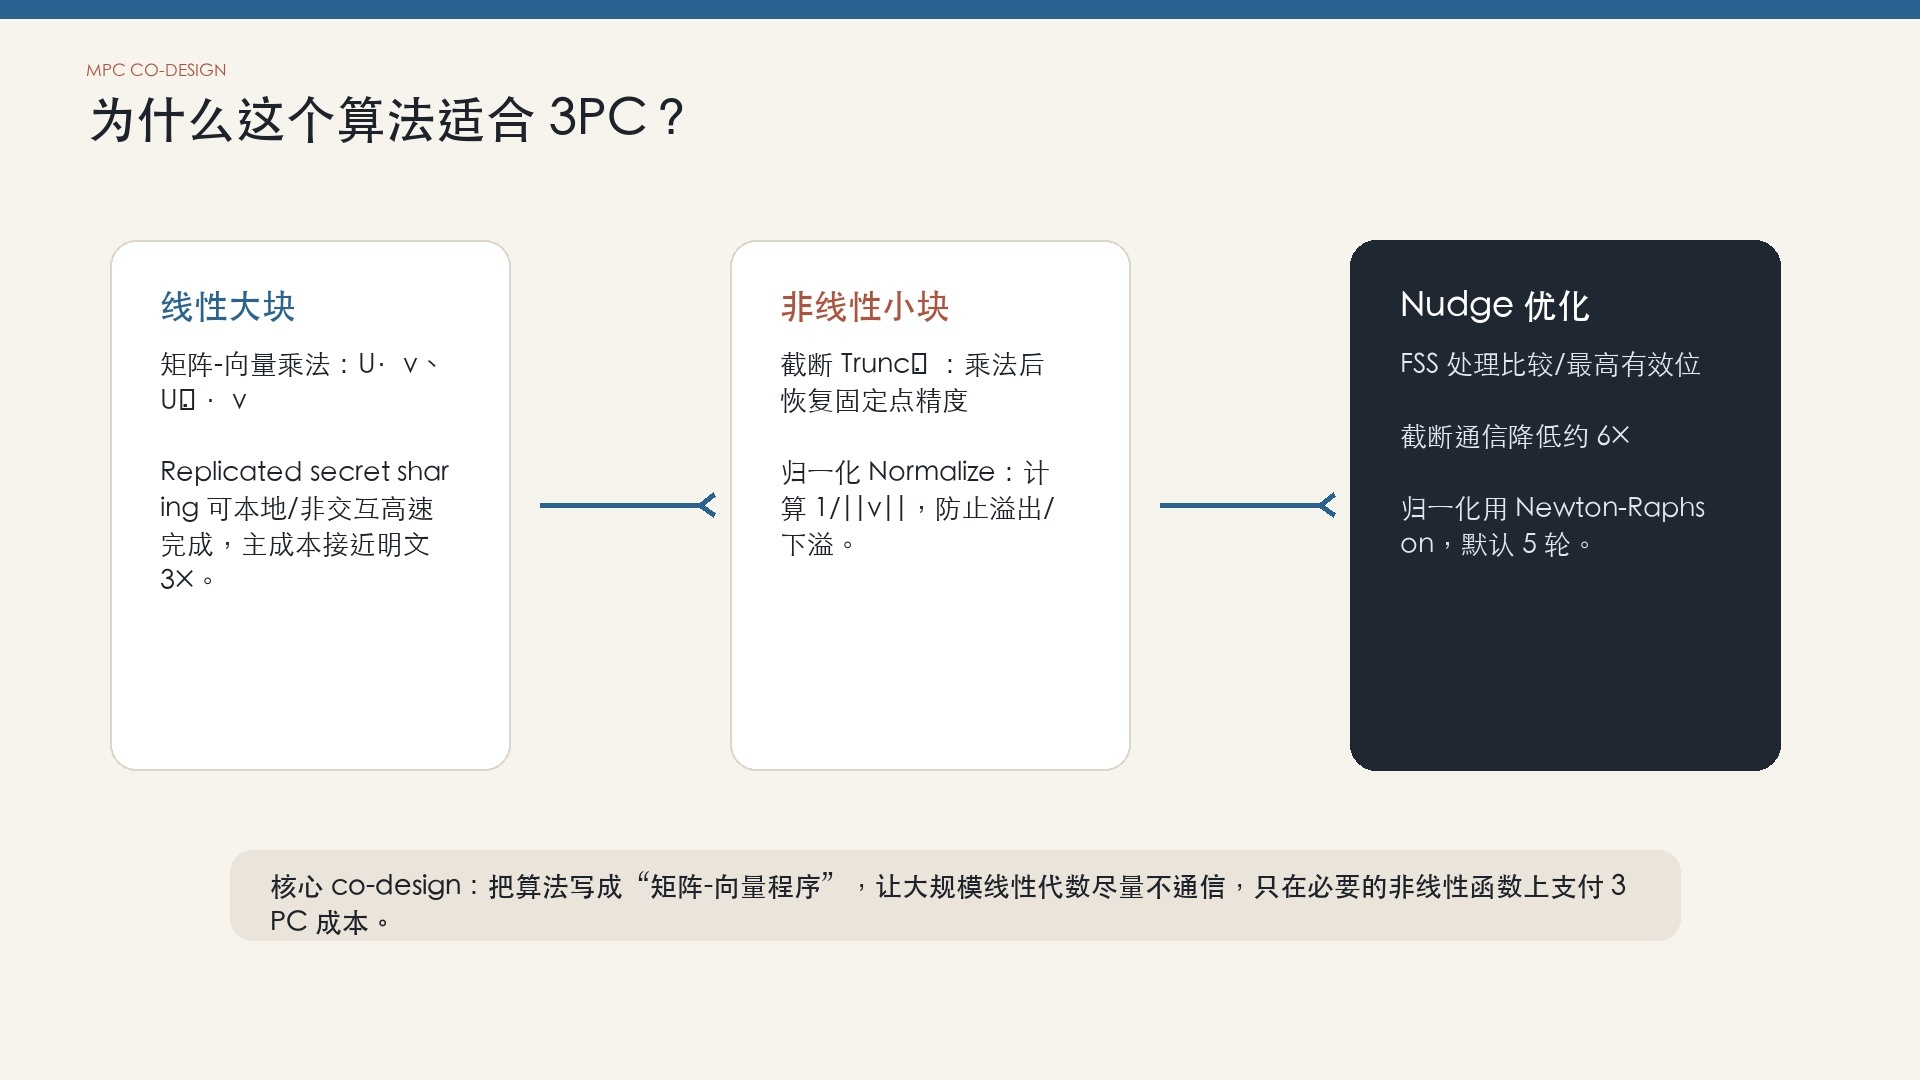 MPC CO-DESIGN
为什么这个算法适合 3PC？
线性大块
矩阵-向量乘法：U· v、
U · v
Replicated secret shar
ing 可本地/非交互高速
完成，主成本接近明文
3×。
非线性小块
截断 Trunc ：乘法后
恢复固定点精度
归一化 Normalize：计
算 1/||v||，防止溢出/
下溢。
Nudge 优化
FSS 处理比较/最高有效位
截断通信降低约 6×
归一化用 Newton-Raphs
on，默认 5 轮。
核心 co-design：把算法写成“矩阵-向量程序”，让大规模线性代数尽量不通信，只在必要的非线性函数上支付 3
PC 成本。